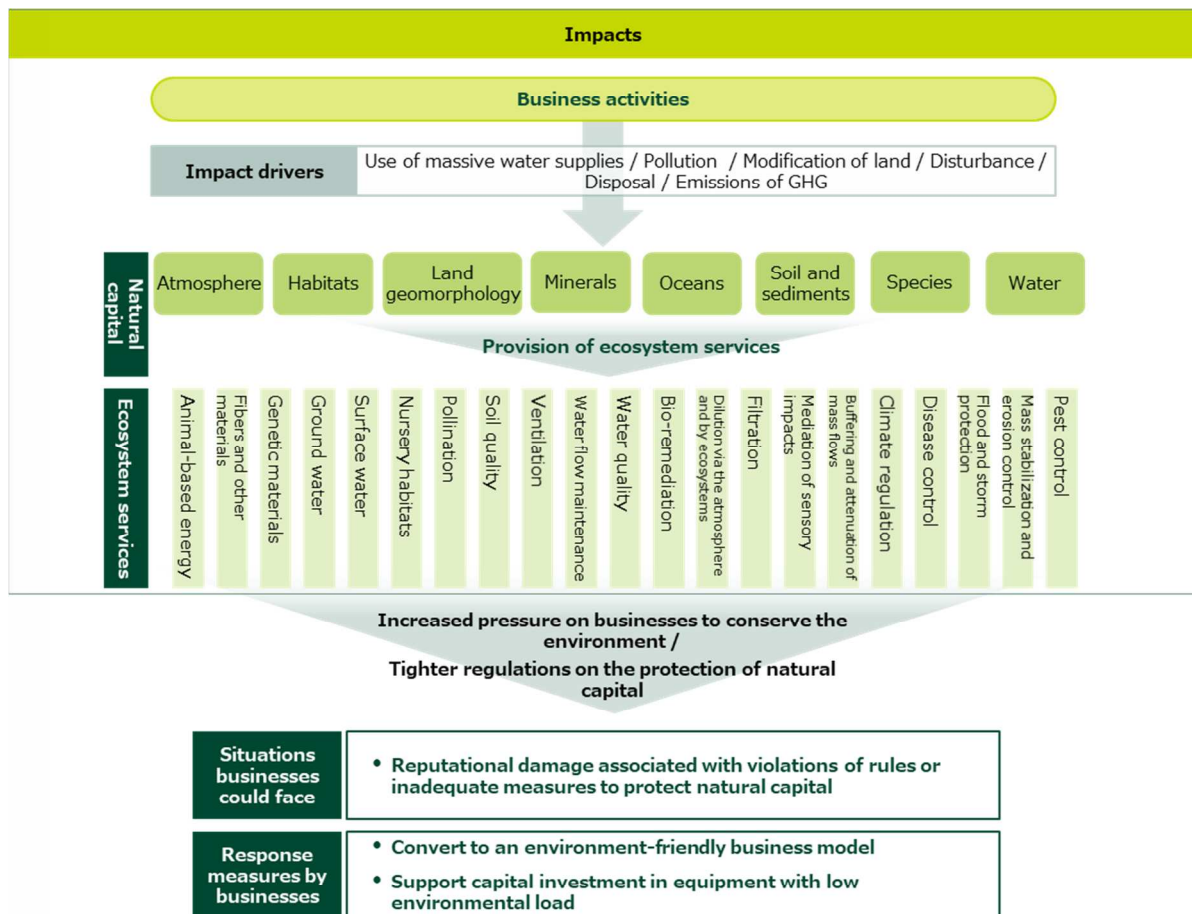 Impacts
Business activities
Impact drivers
Use of massive water supplies / Pollution / Modification of land / Disturbance /
Disposal / Emissions of GHG
Natural
capital
Atmosphere
Habitats
Land
geomorphology
Minerals
Oceans
Soil and
sediments
Species
Water
Provision of ecosystem services
Ecosystem services
Animal-based energy
Fibers and other
materials
Genetic materials
Ground water
Surface water
Nursery habitats
Pollination
Soil quality
Ventilation
Water flow maintenance
Water quality
Bio-remediation
Dilution via the atmosphere
and by ecosystems
Filtration
Mediation of sensory
impacts
Buffering and attenuation of
mass flows
Climate regulation
Disease control
Flood and storm
protection
Mass stabilization and
erosion control
Pest control
Increased pressure on businesses to conserve the
environment /
Tighter regulations on the protection of natural
capital
Situations
businesses
could face
• Reputational damage associated with violations of rules or
inadequate measures to protect natural capital
Response
measures by
businesses
• Convert to an environment-friendly business model
• Support capital investment in equipment with low
environmental load